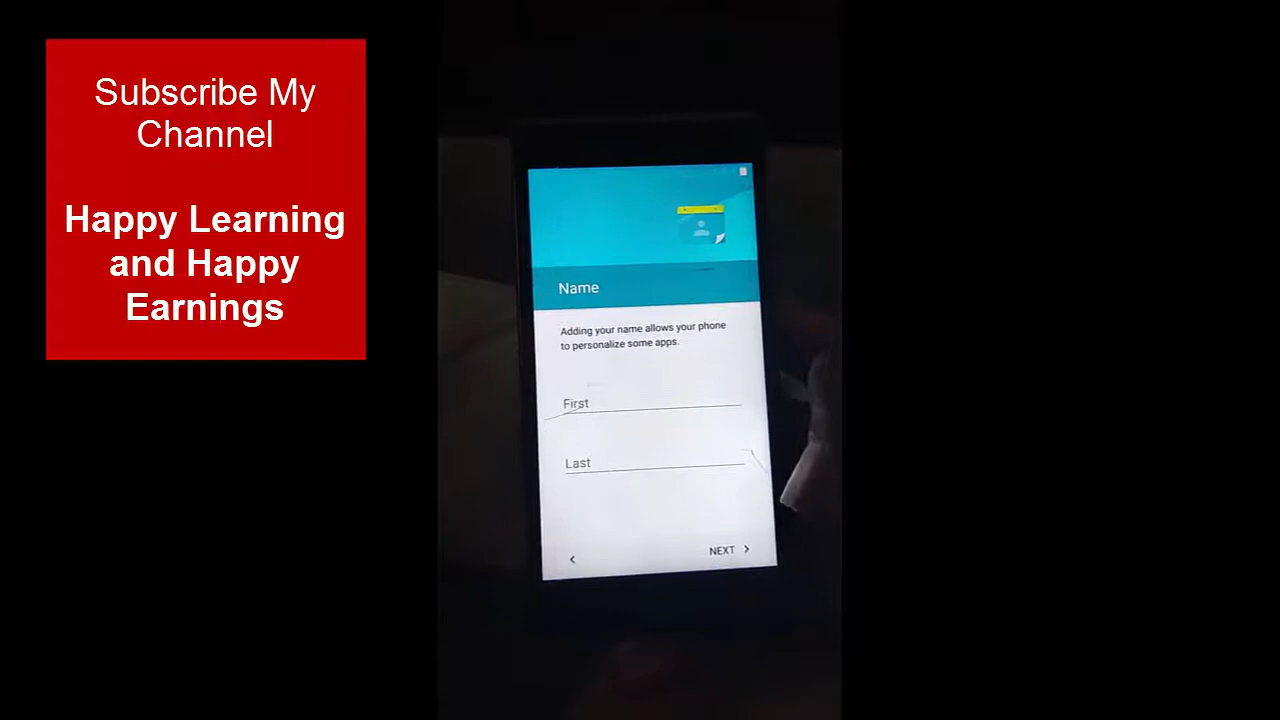 Subscribe My
Channel
Happy Learning
and Happy
Earnings
Name
Adding your name allows your phone
to personalize some apps.
First
Last
NEXT